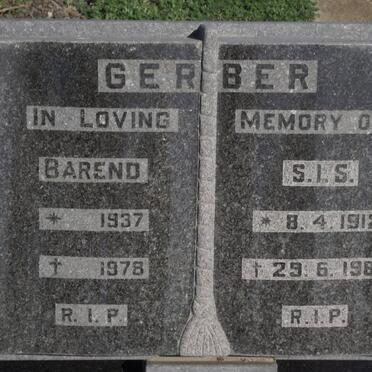 GERBER
IN LOVING MEMORY O
BAREND
* 1937
† 1978
R.I.P.
S.I.S.
* 8.4.191
† 29.6.19
R.I.P.